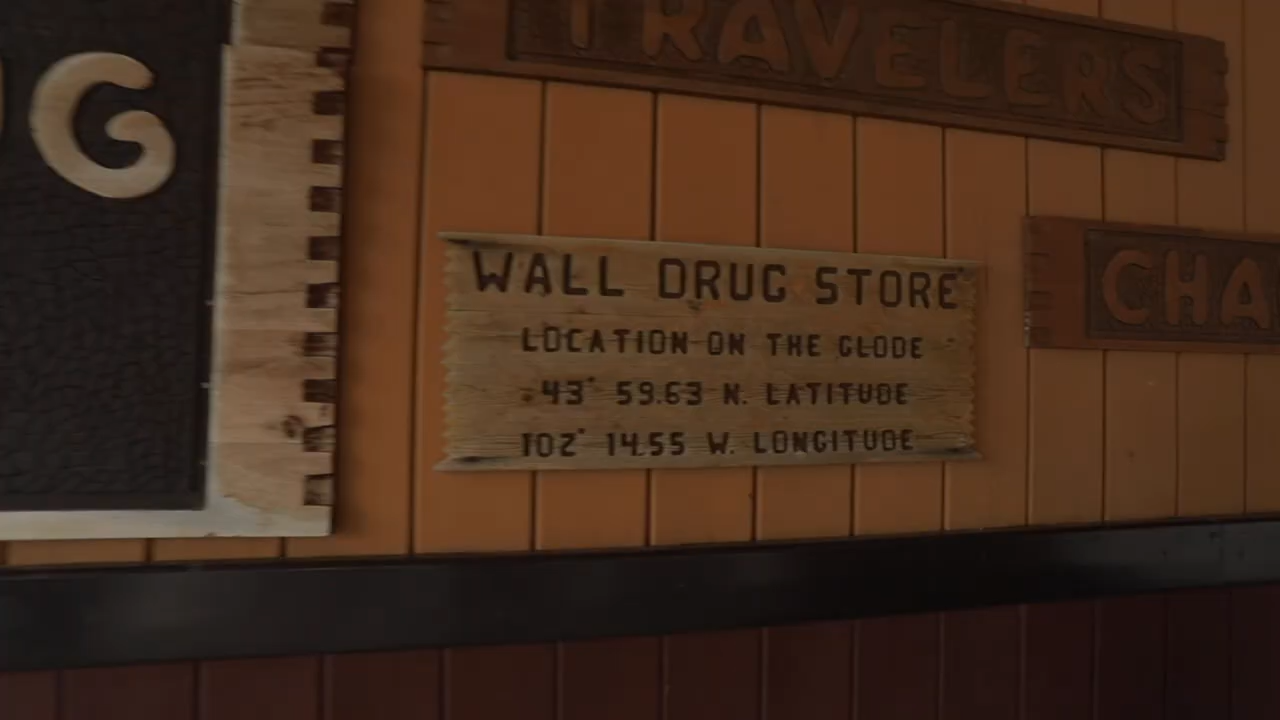 TRAVELERS
WALL DRUG STORE
LOCATION ON THE GLOBE
43° 59.63 N. LATITUDE
102° 14.55 W. LONGITUDE